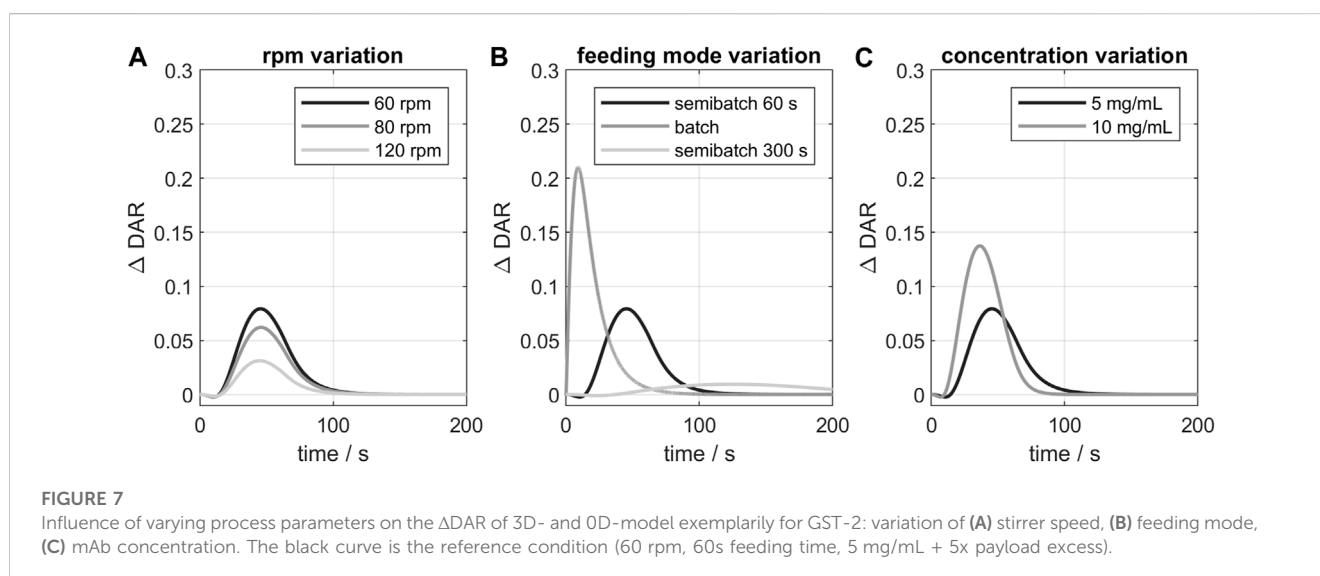 A
rpm variation
0.3
0.25
0.2
0.15
0.1
0.05
0
Δ DAR
60 rpm
80 rpm
120 rpm
0
100
200
time / s
B
feeding mode variation
0.3
0.25
0.2
0.15
0.1
0.05
0
Δ DAR
semibatch 60 s
batch
semibatch 300 s
0
100
200
time / s
C
concentration variation
0.3
0.25
0.2
0.15
0.1
0.05
0
Δ DAR
5 mg/mL
10 mg/mL
0
100
200
time / s
FIGURE 7
Influence of varying process parameters on the ΔDAR of 3D- and 0D-model exemplarily for GST-2: variation of (A) stirrer speed, (B) feeding mode,
(C) mAb concentration. The black curve is the reference condition (60 rpm, 60s feeding time, 5 mg/mL + 5x payload excess).